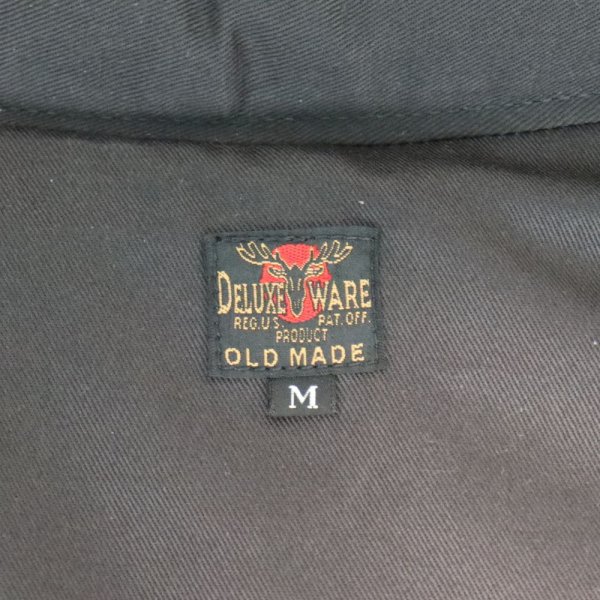 DELUXE WARE
REG.U.S. PAT.OFF.
PRODUCT
OLD MADE
M